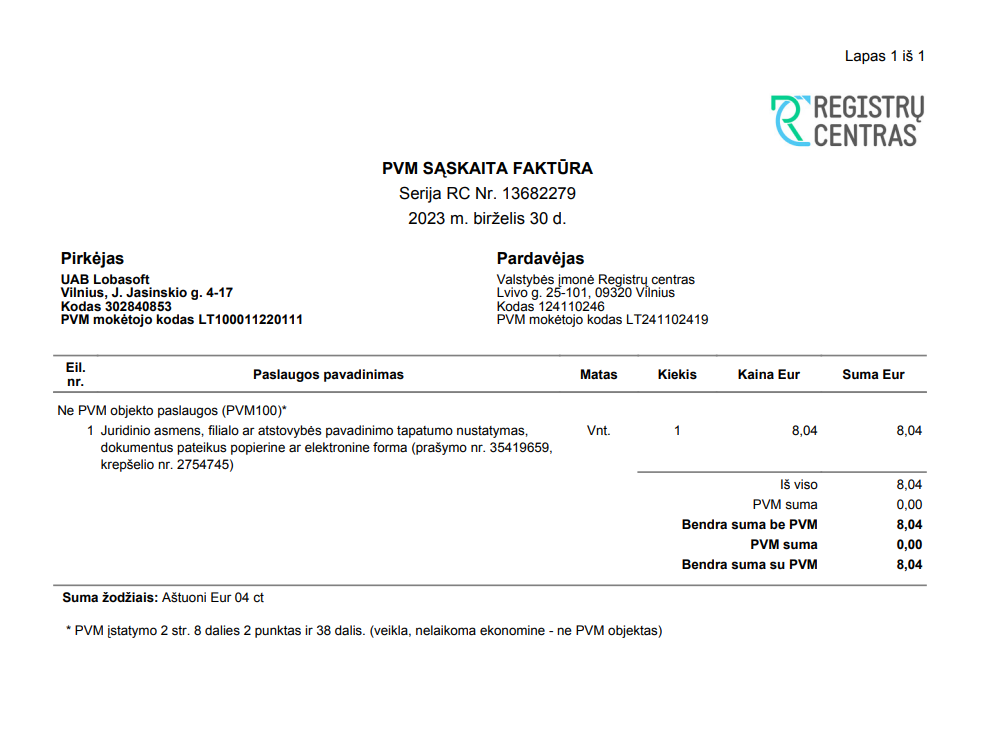 Lapas 1 iš 1
REGISTRŲ
CENTRAS
PVM SĄSKAITA FAKTŪRA
Serija RC Nr. 13682279
2023 m. birželis 30 d.
Pirkėjas
UAB Lobasoft
Vilnius, J. Jasinskio g. 4-17
Kodas 302840853
PVM mokėtojo kodas LT100011220111
Pardavėjas
Valstybės įmonė Registrų centras
Lvivo g. 25-101, 09320 Vilnius
Kodas 124110246
PVM mokėtojo kodas LT241102419
Eil. nr. Paslaugos pavadinimas Matas Kiekis Kaina Eur Suma Eur
Ne PVM objekto paslaugos (PVM100)*
1 Juridinio asmens, filialo ar atstovybės pavadinimo tapatumo nustatymas, Vnt. 1 8,04 8,04
dokumentus pateikus popierine ar elektronine forma (prašymo nr. 35419659,
krepšelio nr. 2754745)
Iš viso 8,04
PVM suma 0,00
Bendra suma be PVM 8,04
PVM suma 0,00
Bendra suma su PVM 8,04
Suma žodžiais: Aštuoni Eur 04 ct
* PVM įstatymo 2 str. 8 dalies 2 punktas ir 38 dalis. (veikla, nelaikoma ekonomine - ne PVM objektas)